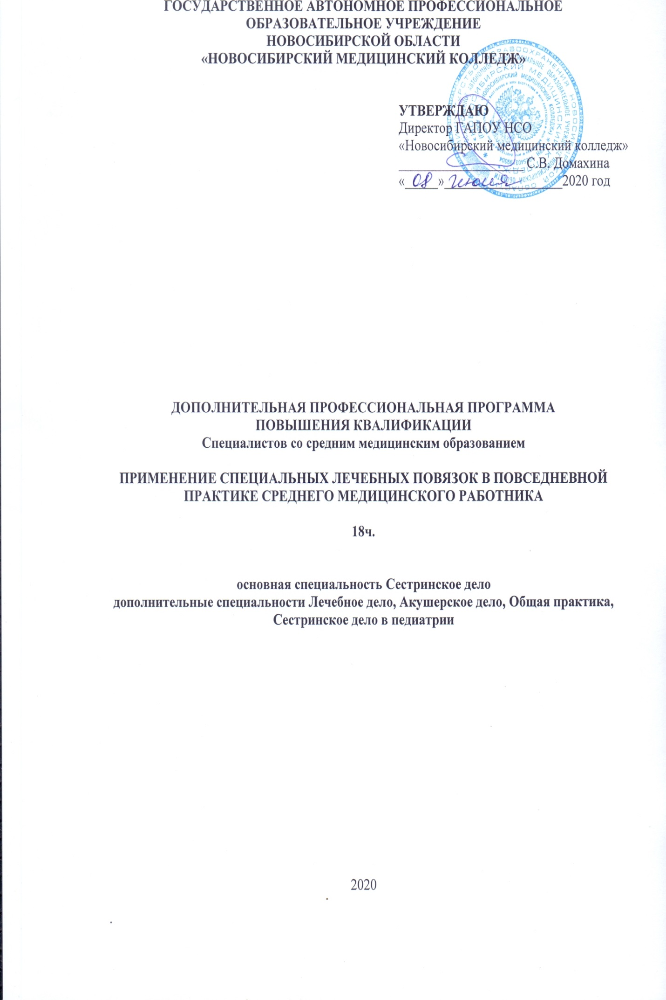 ГОСУДАРСТВЕННОЕ АВТОНОМНОЕ ПРОФЕССИОНАЛЬНОЕ
ОБРАЗОВАТЕЛЬНОЕ УЧРЕЖДЕНИЕ
НОВОСИБИРСКОЙ ОБЛАСТИ
«НОВОСИБИРСКИЙ МЕДИЦИНСКИЙ КОЛЛЕДЖ»
УТВЕРЖДАЮ
Директор ГАПОУ НСО
«Новосибирский медицинский колледж»
С.В. Домахина
«08» июля 2020 год
ДОПОЛНИТЕЛЬНАЯ ПРОФЕССИОНАЛЬНАЯ ПРОГРАММА
ПОВЫШЕНИЯ КВАЛИФИКАЦИИ
Специалистов со средним медицинским образованием
ПРИМЕНЕНИЕ СПЕЦИАЛЬНЫХ ЛЕЧЕБНЫХ ПОВЯЗОК В ПОВСЕДНЕВНОЙ
ПРАКТИКЕ СРЕДНЕГО МЕДИЦИНСКОГО РАБОТНИКА
18ч.
основная специальность Сестринское дело
дополнительные специальности Лечебное дело, Акушерское дело, Общая практика,
Сестринское дело в педиатрии
2020